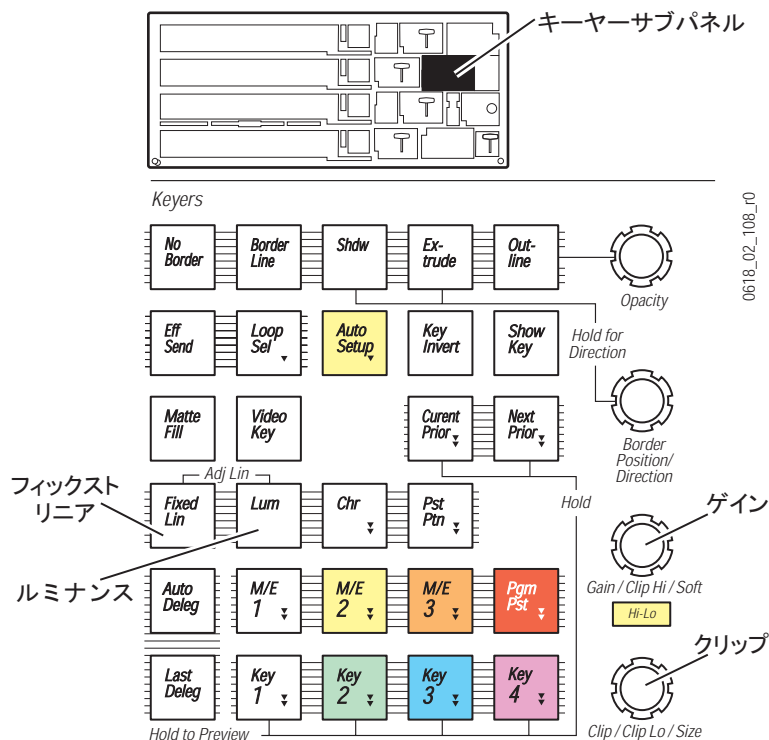 キーヤーサブパネル
0618_02_108_r0
Keyers
No
Border
Border
Line
Shdw
Ex-
trude
Out-
line
Opacity
Eff
Send
Loop
Sel
Auto
Setup
Key
Invert
Show
Key
Hold for
Direction
Matte
Fill
Video
Key
Curent
Prior
Next
Prior
Border
Position/
Direction
フィックスト
リニア
Adj Lin
Fixed
Lin
Lum
Chr
Pst
Ptn
Hold
ゲイン
Gain / Clip Hi / Soft
Hi-Lo
ルミナンス
Auto
Deleg
M/E
1
M/E
2
M/E
3
Pgm
Pst
クリップ
Last
Deleg
Key
1
Key
2
Key
3
Key
4
Clip / Clip Lo / Size
Hold to Preview